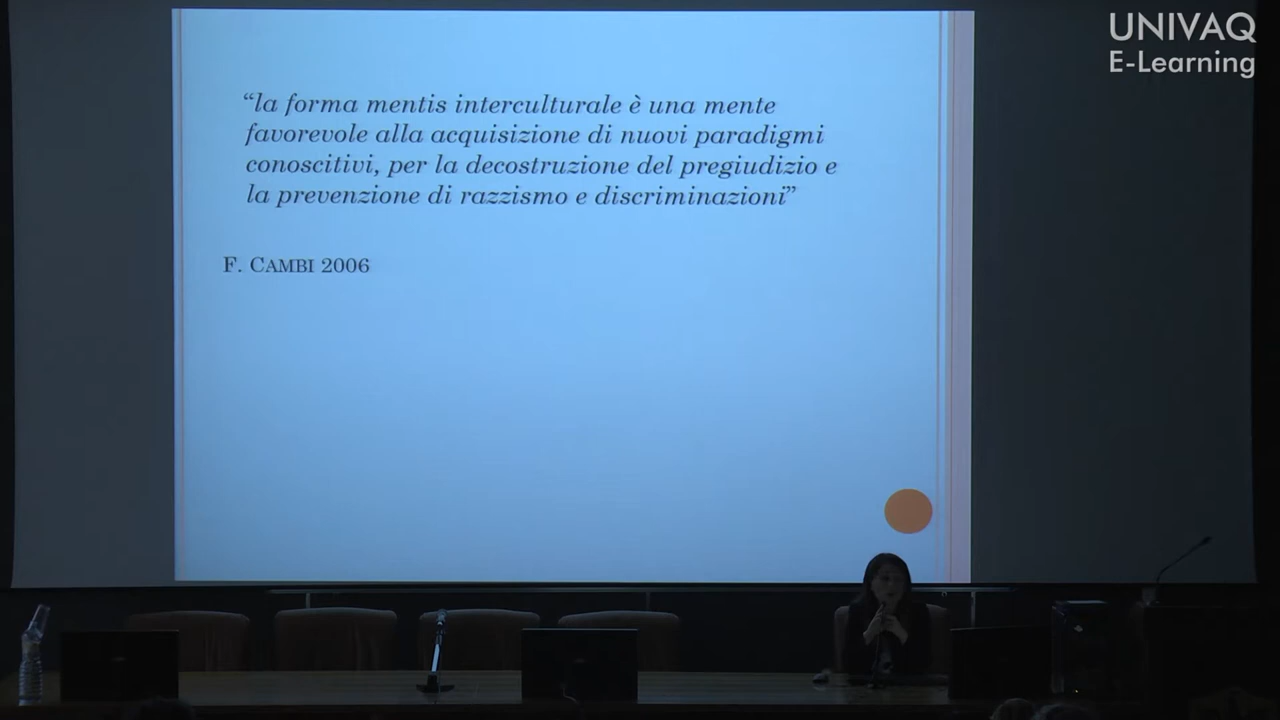 UNIVAQ
E-Learning
“la forma mentis interculturale è una mente
favorevole alla acquisizione di nuovi paradigmi
conoscitivi, per la decostruzione del pregiudizio e
la prevenzione di razzismo e discriminazioni”
F. CAMBI 2006